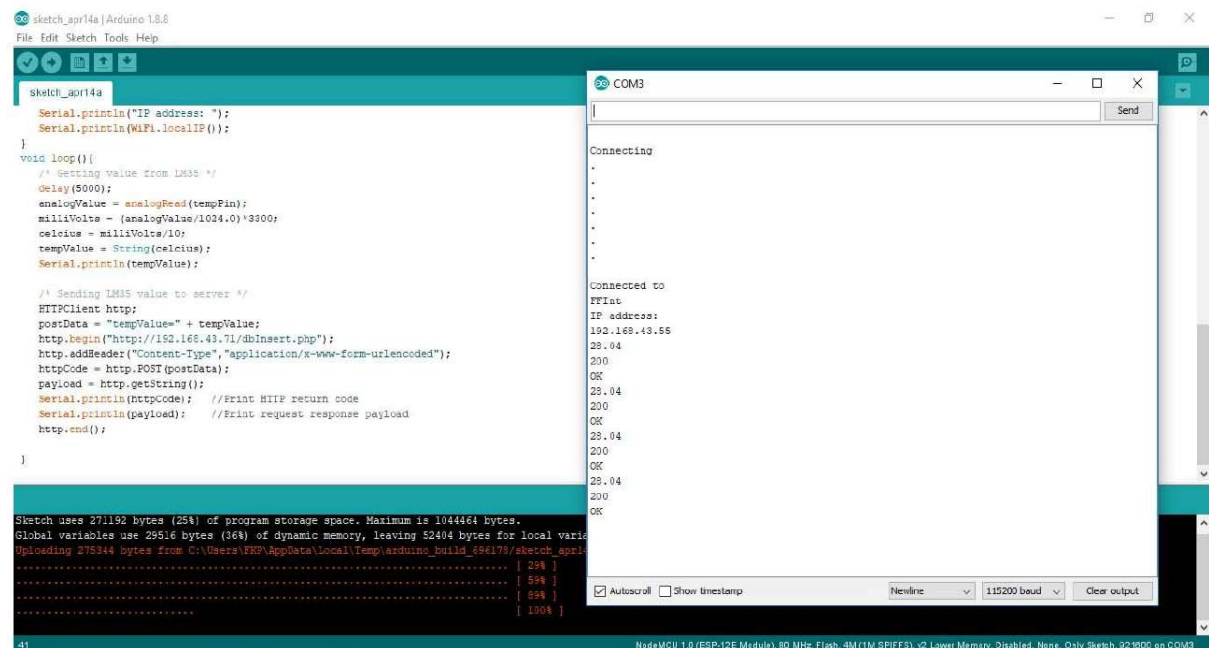 sketch_apr14a | Arduino 1.8.8
File Edit Sketch Tools Help
sketch_apr14a
Serial.println("IP address: ");
Serial.println(WiFi.localIP());
}
void loop(){
/* Getting value from LM35 */
delay(5000);
analogValue = analogRead(tempPin);
milliVolts = (analogValue/1024.0)*3300;
celcius = milliVolts/10;
tempValue = String(celcius);
Serial.println(tempValue);
/* Sending LM35 value to server */
HTTPClient http;
postData = "tempValue=" + tempValue;
http.begin("http://192.168.43.71/dbInsert.php");
http.addHeader("Content-Type","application/x-www-form-urlencoded");
httpCode = http.POST(postData);
payload = http.getString();
Serial.println(httpCode); //Print HTTP return code
Serial.println(payload); //Print request response payload
http.end();
}
COM3
Send
Connecting
.
.
.
.
.
.
.
Connected to
FFInt
IP address:
192.168.43.55
28.04
200
OK
28.04
200
OK
28.04
200
OK
28.04
200
OK
Autoscroll Show timestamp Newline 115200 baud Clear output
Sketch uses 271192 bytes (25%) of program storage space. Maximum is 1044464 bytes.
Global variables use 29516 bytes (36%) of dynamic memory, leaving 52404 bytes for local varia
Uploading 275344 bytes from C:\Users\FKP\AppData\Local\Temp\arduino_build_696178/sketch_apr14
................................................................................ [ 29% ]
................................................................................ [ 59% ]
................................................................................ [ 89% ]
............................. [ 100% ]
41 NodeMCU 1.0 (ESP-12E Module), 80 MHz, Flash, 4M (1M SPIFFS), v2 Lower Memory, Disabled, None, Only Sketch, 921600 on COM3